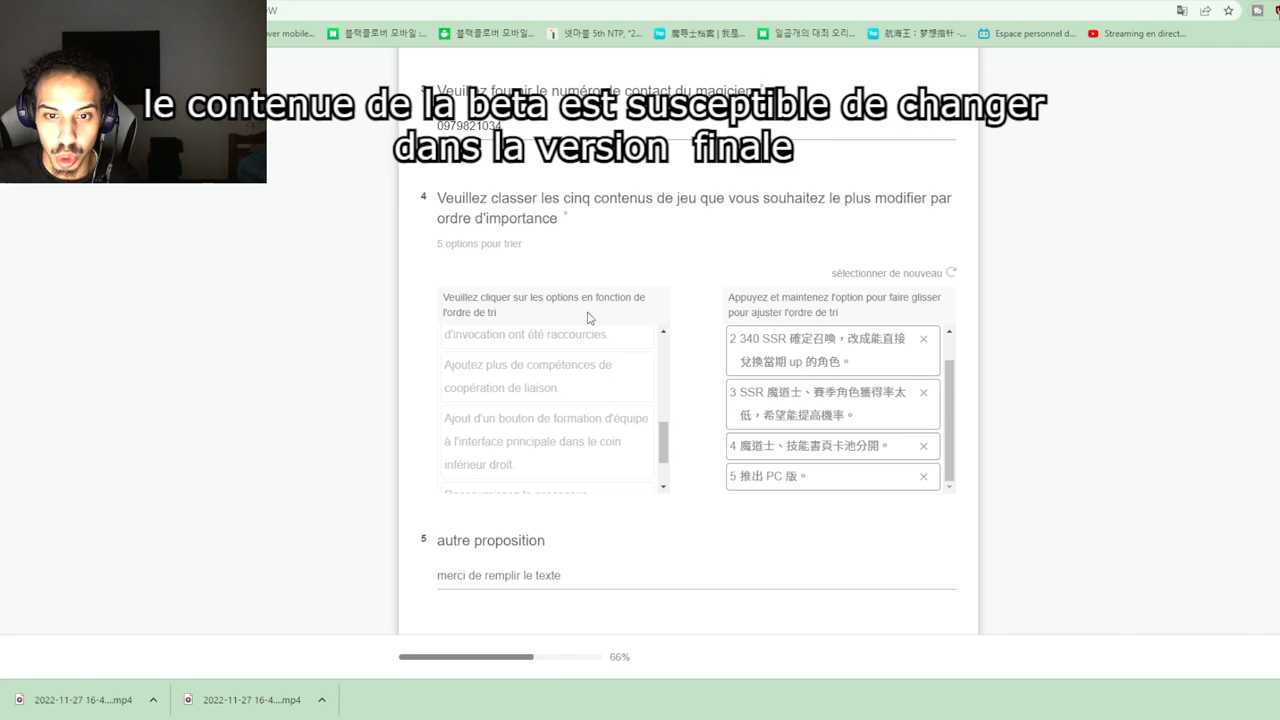 OW
over mobile...
블랙클로버 모바일 :...
블랙클로버 모바일...
넷마블 5th NTP, "2...
魔导士档案 | 我是...
일곱개의 대죄 오리...
航海王：梦想指针 -...
Espace personnel d...
Streaming en direct...
Veuillez fournir le numéro de contact du magicien
le contenue de la beta est susceptible de changer
0979821034
dans la version finale
4 Veuillez classer les cinq contenus de jeu que vous souhaitez le plus modifier par
ordre d'importance *
5 options pour trier
sélectionner de nouveau
Veuillez cliquer sur les options en fonction de
l'ordre de tri
d'invocation ont été raccourcies.
Ajoutez plus de compétences de
coopération de liaison.
Ajout d'un bouton de formation d'équipe
à l'interface principale dans le coin
inférieur droit.
Appuyez et maintenez l'option pour faire glisser
pour ajuster l'ordre de tri
2 340 SSR 確定召喚，改成能直接
兌換當期 up 的角色。
3 SSR 魔道士、賽季角色獲得率太
低，希望能提高機率。
4 魔道士、技能書頁卡池分開。
5 推出 PC 版。
5 autre proposition
merci de remplir le texte
66%
2022-11-27 16-4....mp4
2022-11-27 16-4....mp4